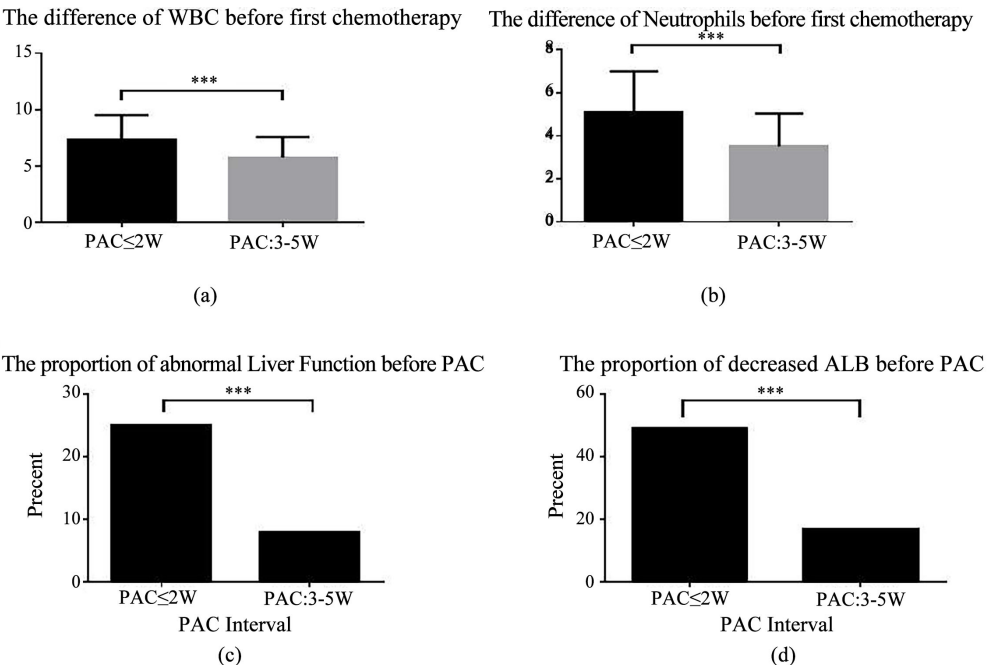 The difference of WBC before first chemotherapy
15
10
5
0
***
PAC≤2W
PAC:3-5W
(a)
The difference of Neutrophils before first chemotherapy
8
6
4
2
0
***
PAC≤2W
PAC:3-5W
(b)
The proportion of abnormal Liver Function before PAC
30
20
10
0
Precent
***
PAC≤2W
PAC:3-5W
PAC Interval
(c)
The proportion of decreased ALB before PAC
60
40
20
0
Precent
***
PAC≤2W
PAC:3-5W
PAC Interval
(d)